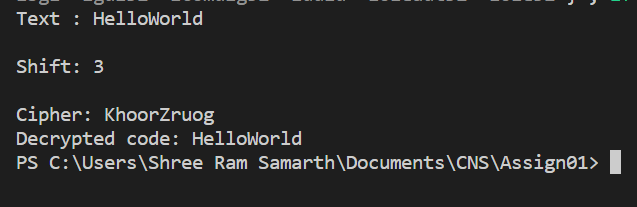 Text : HelloWorld
Shift: 3
Cipher: KhoorZruog
Decrypted code: HelloWorld
PS C:\Users\Shree Ram Samarth\Documents\CNS\Assign01>